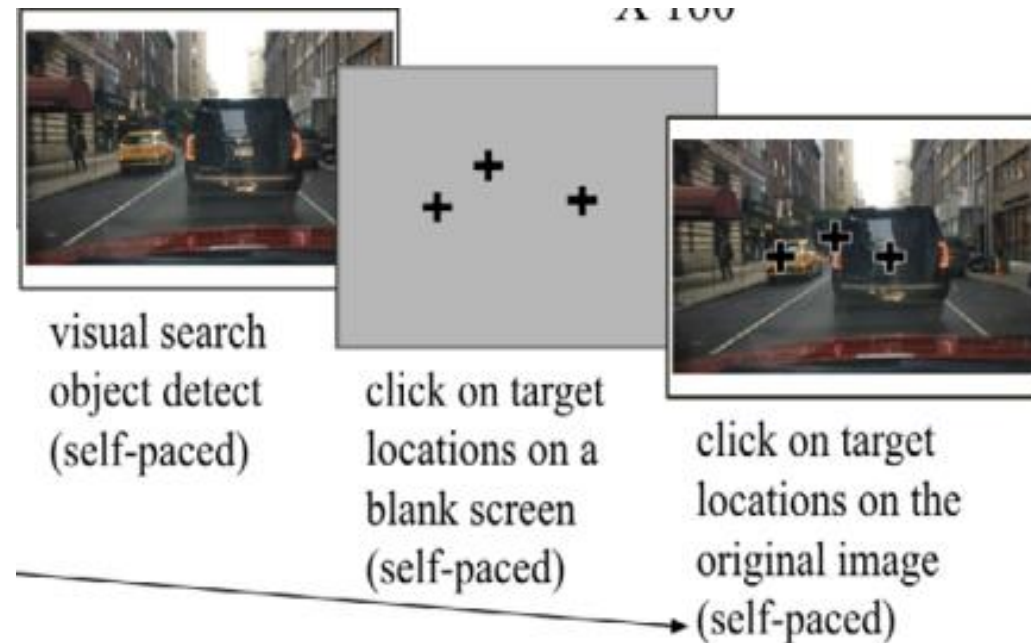 X 100
visual search
object detect
(self-paced)
click on target
locations on a
blank screen
(self-paced)
click on target
locations on the
original image
(self-paced)